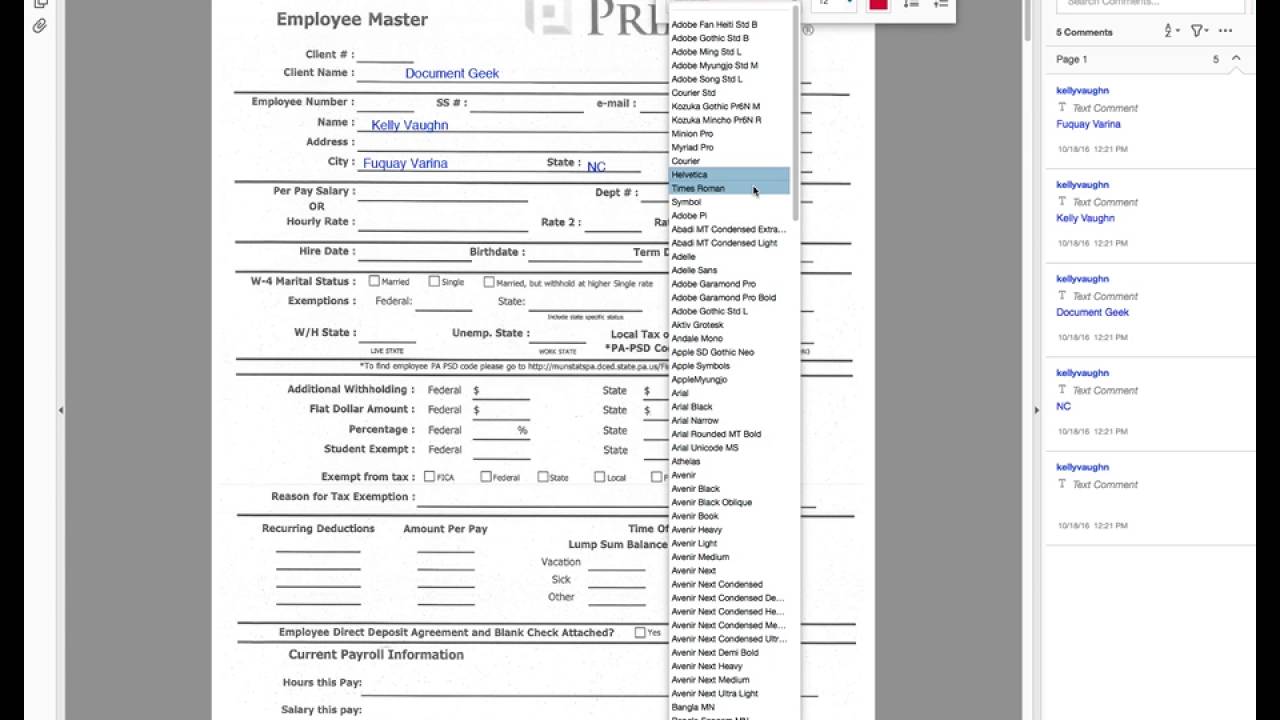 Employee Master
Client # :
Client Name : Document Geek
Employee Number : SS # : e-mail :
Name : Kelly Vaughn
Address :
City : Fuquay Varina State : NC
Per Pay Salary : Dept # :
OR
Hourly Rate : Rate 2 :
Hire Date : Birthdate : Term
W-4 Marital Status : Married Single Married, but withhold at higher Single rate
Exemptions : Federal: State:
Include state specific status
W/H State : Unemp. State : Local Tax
LIVE STATE WORK STATE *PA-PSD
*To find employee PA PSD code please go to http://munstatspa.dced.state.pa.us/
Additional Withholding : Federal $ State $
Flat Dollar Amount : Federal $ State $
Percentage : Federal % State
Student Exempt : Federal State
Exempt from tax : FICA Federal State Local
Reason for Tax Exemption :
Recurring Deductions Amount Per Pay Time
Lump Sum Balance
Vacation
Sick
Other
Employee Direct Deposit Agreement and Blank Check Attached? Yes
Current Payroll Information
Hours this Pay:
Salary this pay:
12
®
Adobe Fan Heiti Std B
Adobe Gothic Std B
Adobe Ming Std L
Adobe Myungjo Std M
Adobe Song Std L
Courier Std
Kozuka Gothic Pr6N M
Kozuka Mincho Pr6N R
Minion Pro
Myriad Pro
Courier
Helvetica
Times Roman
Symbol
Adobe Pi
Abadi MT Condensed Extra...
Abadi MT Condensed Light
Adelle
Adelle Sans
Adobe Garamond Pro
Adobe Garamond Pro Bold
Adobe Gothic Std L
Aktiv Grotesk
Andale Mono
Apple SD Gothic Neo
Apple Symbols
AppleMyungjo
Arial
Arial Black
Arial Narrow
Arial Rounded MT Bold
Arial Unicode MS
Athelas
Avenir
Avenir Black
Avenir Black Oblique
Avenir Book
Avenir Heavy
Avenir Light
Avenir Medium
Avenir Next
Avenir Next Condensed
Avenir Next Condensed De...
Avenir Next Condensed He...
Avenir Next Condensed Me...
Avenir Next Condensed Ultr...
Avenir Next Demi Bold
Avenir Next Heavy
Avenir Next Medium
Avenir Next Ultra Light
Bangla MN
Search Comments...
5 Comments
Page 1 5
kellyvaughn
T Text Comment
Fuquay Varina
10/18/16 12:21 PM
kellyvaughn
T Text Comment
Kelly Vaughn
10/18/16 12:21 PM
kellyvaughn
T Text Comment
Document Geek
10/18/16 12:21 PM
kellyvaughn
T Text Comment
NC
10/18/16 12:21 PM
kellyvaughn
T Text Comment
10/18/16 12:21 PM